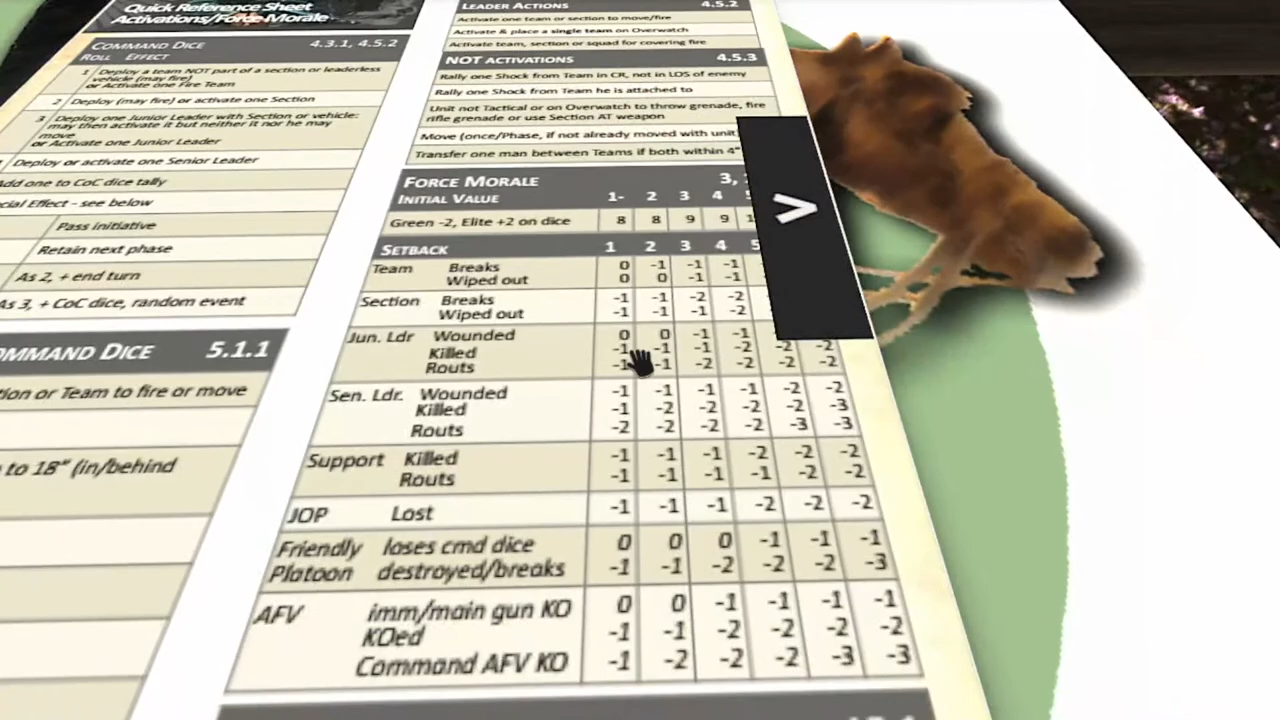 Quick Reference Sheet
Activations/Force Morale
COMMAND DICE 4.3.1, 4.5.2
ROLL EFFECT
1 Deploy a team NOT part of a section or leaderless
vehicle (may fire)
or Activate one Fire Team
2 Deploy (may fire) or activate one Section
3 Deploy one Junior Leader with Section or vehicle:
may then activate it but neither it nor he may
move
or Activate one Junior Leader
Deploy or activate one Senior Leader
Add one to CoC dice tally
cial Effect - see below
Pass initiative
Retain next phase
As 2, + end turn
As 3, + CoC dice, random event
OMMAND DICE 5.1.1
tion or Team to fire or move
to 18" (in/behind
LEADER ACTIONS 4.5.2
Activate one team or section to move/fire
Activate & place a single team on Overwatch
Activate team, section or squad for covering fire
NOT ACTIVATIONS 4.5.3
Rally one Shock from Team in CR, not in LOS of enemy
Rally one Shock from Team he is attached to
Unit not Tactical or on Overwatch to throw grenade, fire
rifle grenade or use Section AT weapon
Move (once/Phase, if not already moved with unit)
Transfer one man between Teams if both within 4"
FORCE MORALE 3,
INITIAL VALUE 1- 2 3 4 5
Green -2, Elite +2 on dice 8 8 9 9 1
SETBACK 1 2 3 4 5
Team Breaks 0 -1 -1 -1
Wiped out 0 0 -1 -1
Section Breaks -1 -1 -2 -2
Wiped out -1 -1 -1 -2
Jun. Ldr Wounded 0 0 -1 -1
Killed -1 -1 -1 -2 -2 -2
Routs -1 -1 -2 -2 -2 -2
Sen. Ldr. Wounded -1 -1 -1 -1 -2 -2
Killed -1 -2 -2 -2 -2 -3
Routs -2 -2 -2 -2 -3 -3
Support Killed -1 -1 -1 -2 -2 -2
Routs -1 -1 -1 -1 -2 -2
JOP Lost -1 -1 -1 -2 -2 -2
Friendly loses cmd dice 0 0 0 -1 -1 -1
Platoon destroyed/breaks -1 -1 -2 -2 -2 -3
AFV imm/main gun KO 0 0 -1 -1 -1 -1
KOed -1 -1 -2 -2 -2 -2
Command AFV KO -1 -2 -2 -2 -3 -3
>